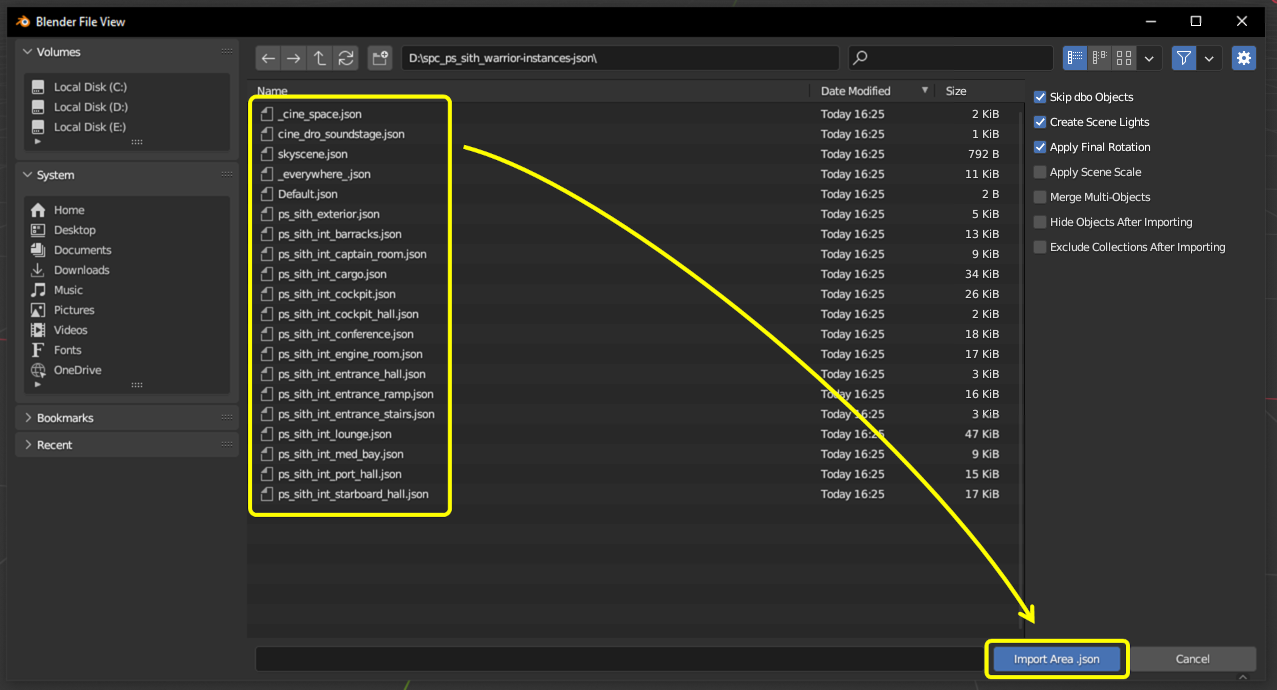 Blender File View
Volumes
Local Disk (C:)
Local Disk (D:)
Local Disk (E:)
System
Home
Desktop
Documents
Downloads
Music
Pictures
Videos
Fonts
OneDrive
Bookmarks
Recent
D:\spc_ps_sith_warrior-instances-json\
Name Date Modified Size
_cine_space.json Today 16:25 2 KiB
cine_dro_soundstage.json Today 16:25 1 KiB
skyscene.json Today 16:25 792 B
_everywhere_.json Today 16:25 11 KiB
Default.json Today 16:25 2 B
ps_sith_exterior.json Today 16:25 5 KiB
ps_sith_int_barracks.json Today 16:25 13 KiB
ps_sith_int_captain_room.json Today 16:25 9 KiB
ps_sith_int_cargo.json Today 16:25 34 KiB
ps_sith_int_cockpit.json Today 16:25 26 KiB
ps_sith_int_cockpit_hall.json Today 16:25 2 KiB
ps_sith_int_conference.json Today 16:25 18 KiB
ps_sith_int_engine_room.json Today 16:25 17 KiB
ps_sith_int_entrance_hall.json Today 16:25 3 KiB
ps_sith_int_entrance_ramp.json Today 16:25 16 KiB
ps_sith_int_entrance_stairs.json Today 16:25 3 KiB
ps_sith_int_lounge.json Today 16:25 47 KiB
ps_sith_int_med_bay.json Today 16:25 9 KiB
ps_sith_int_port_hall.json Today 16:25 15 KiB
ps_sith_int_starboard_hall.json Today 16:25 17 KiB
Skip dbo Objects
Create Scene Lights
Apply Final Rotation
Apply Scene Scale
Merge Multi-Objects
Hide Objects After Importing
Exclude Collections After Importing
Import Area .json
Cancel